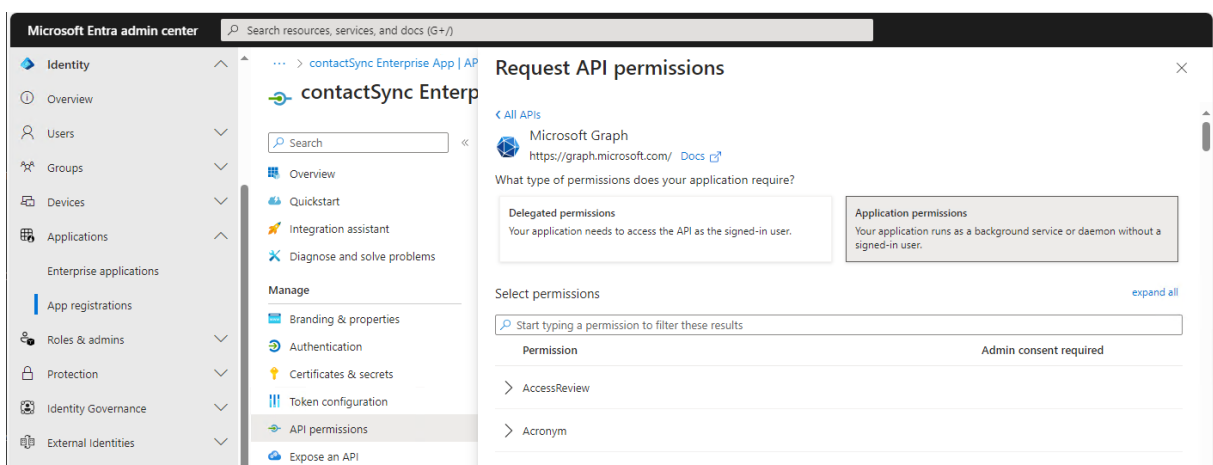 Microsoft Entra admin center
Search resources, services, and docs (G+/)
Identity
Overview
Users
Groups
Devices
Applications
Enterprise applications
App registrations
Roles & admins
Protection
Identity Governance
External Identities
··· > contactSync Enterprise App | AP
contactSync Enterp
Search
«
Overview
Quickstart
Integration assistant
Diagnose and solve problems
Manage
Branding & properties
Authentication
Certificates & secrets
Token configuration
API permissions
Expose an API
Request API permissions
All APIs
Microsoft Graph
https://graph.microsoft.com/ Docs
What type of permissions does your application require?
Delegated permissions
Your application needs to access the API as the signed-in user.
Application permissions
Your application runs as a background service or daemon without a
signed-in user.
Select permissions
expand all
Start typing a permission to filter these results
Permission
Admin consent required
AccessReview
Acronym